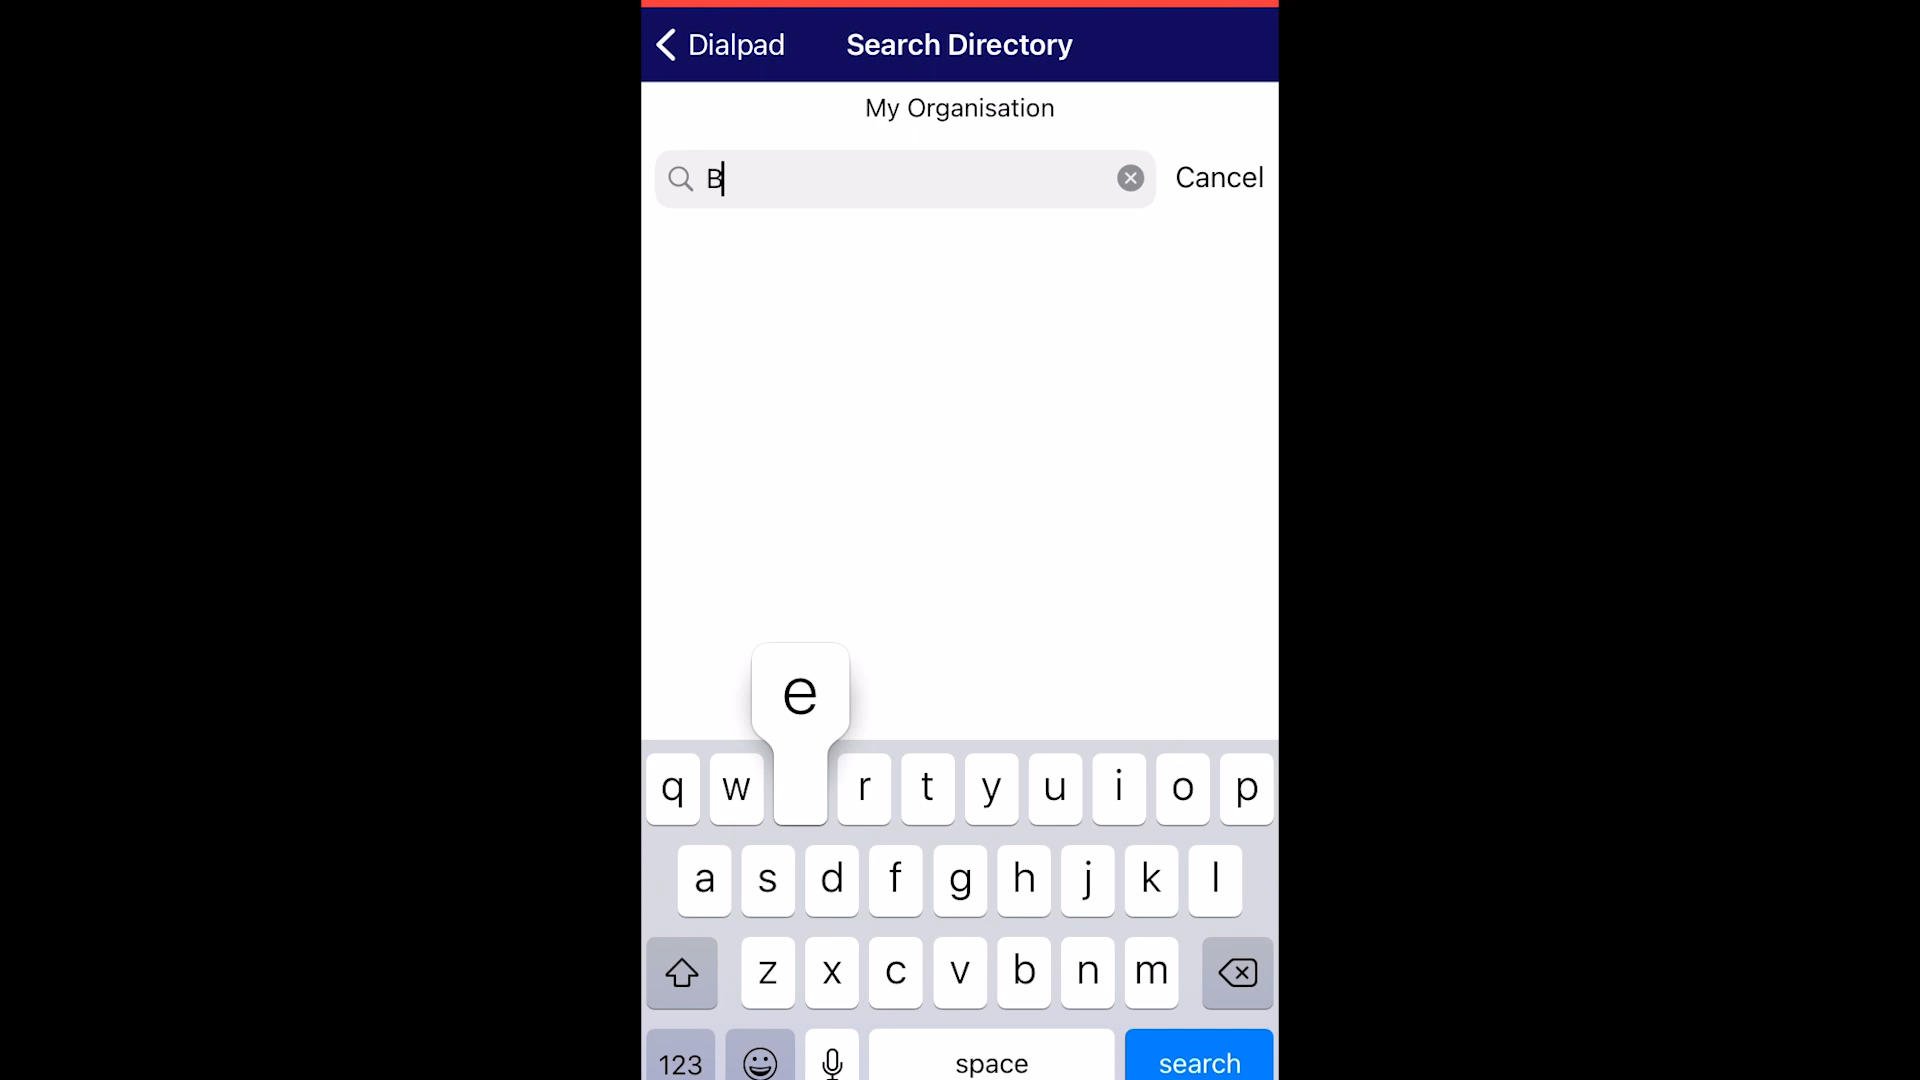 Dialpad
Search Directory
My Organisation
B
Cancel
e
q w r t y u i o p
a s d f g h j k l
z x c v b n m
123 space search